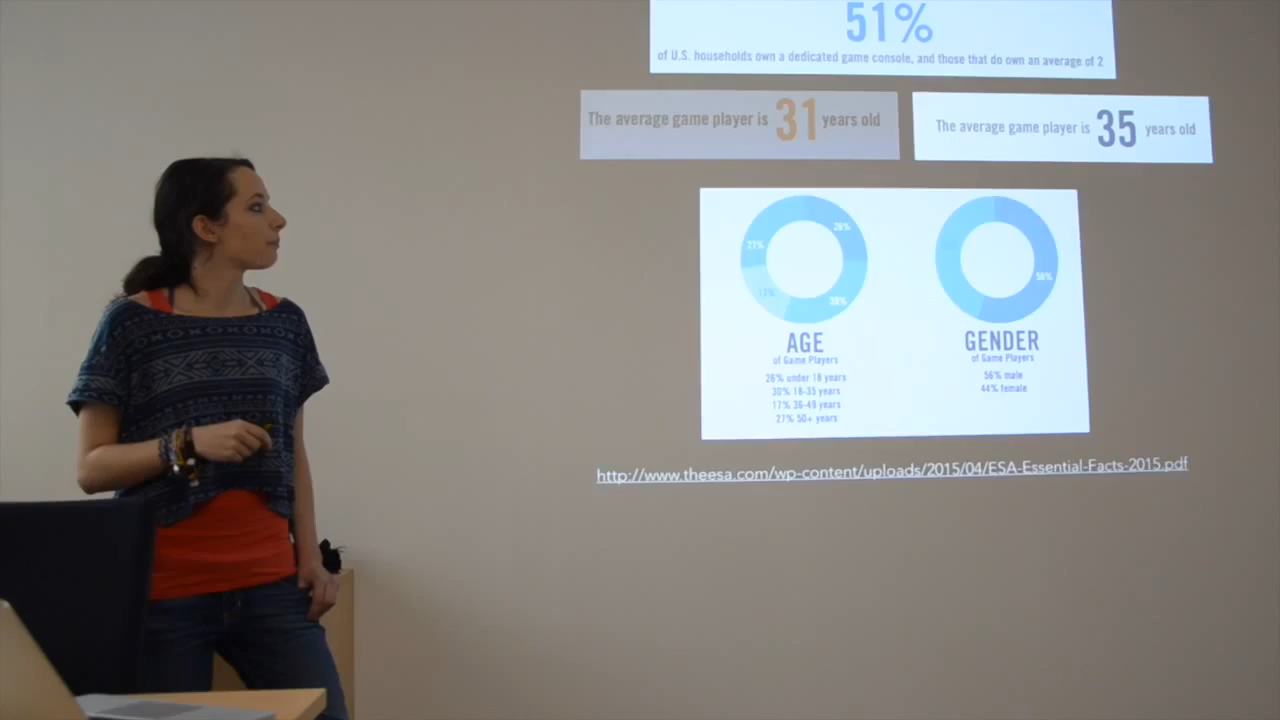 51%
of U.S. households own a dedicated game console, and those that do own an average of 2
The average game player is 31 years old
The average game player is 35 years old
27%
26%
17%
30%
56%
AGE
of Game Players
26% under 18 years
30% 18-35 years
17% 36-49 years
27% 50+ years
GENDER
of Game Players
56% male
44% female
http://www.theesa.com/wp-content/uploads/2015/04/ESA-Essential-Facts-2015.pdf